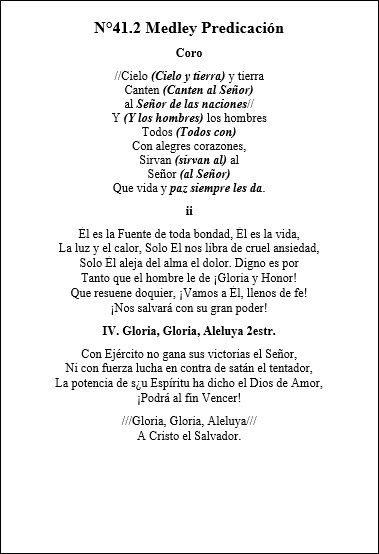 N°41.2 Medley Predicación
Coro
//Cielo (Cielo y tierra) y tierra
Canten (Canten al Señor)
al Señor de las naciones//
Y (Y los hombres) los hombres
Todos (Todos con)
Con alegres corazones,
Sirvan (sirvan al) al
Señor (al Señor)
Que vida y paz siempre les da.
ii
Él es la Fuente de toda bondad, Él es la vida,
La luz y el calor, Solo El nos libra de cruel ansiedad,
Solo El aleja del alma el dolor. Digno es por
Tanto que el hombre le de ¡Gloria y Honor!
Que resuene doquier, ¡Vamos a Él, llenos de fe!
¡Nos salvará con su gran poder!
IV. Gloria, Gloria, Aleluya 2estr.
Con Ejército no gana sus victorias el Señor,
Ni con fuerza lucha en contra de satán el tentador,
La potencia de s¿u Espíritu ha dicho el Dios de Amor,
¡Podrá al fin Vencer!
///Gloria, Gloria, Aleluya///
A Cristo el Salvador.